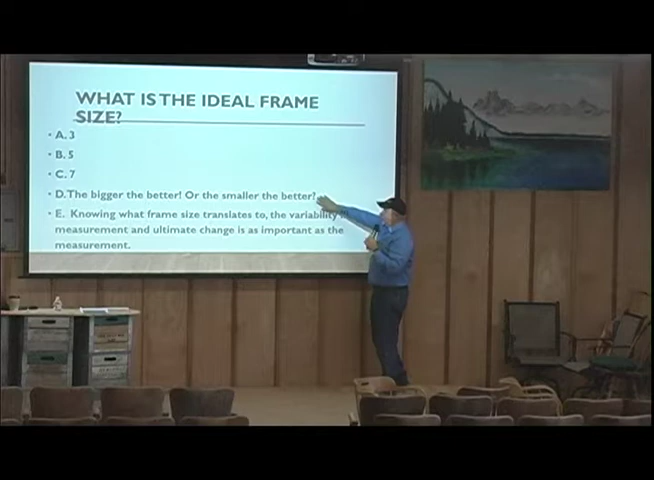 WHAT IS THE IDEAL FRAME
SIZE?
• A. 3
• B. 5
• C. 7
• D. The bigger the better! Or the smaller the better?
• E. Knowing what frame size translates to, the variability
measurement and ultimate change is as important as the
measurement.